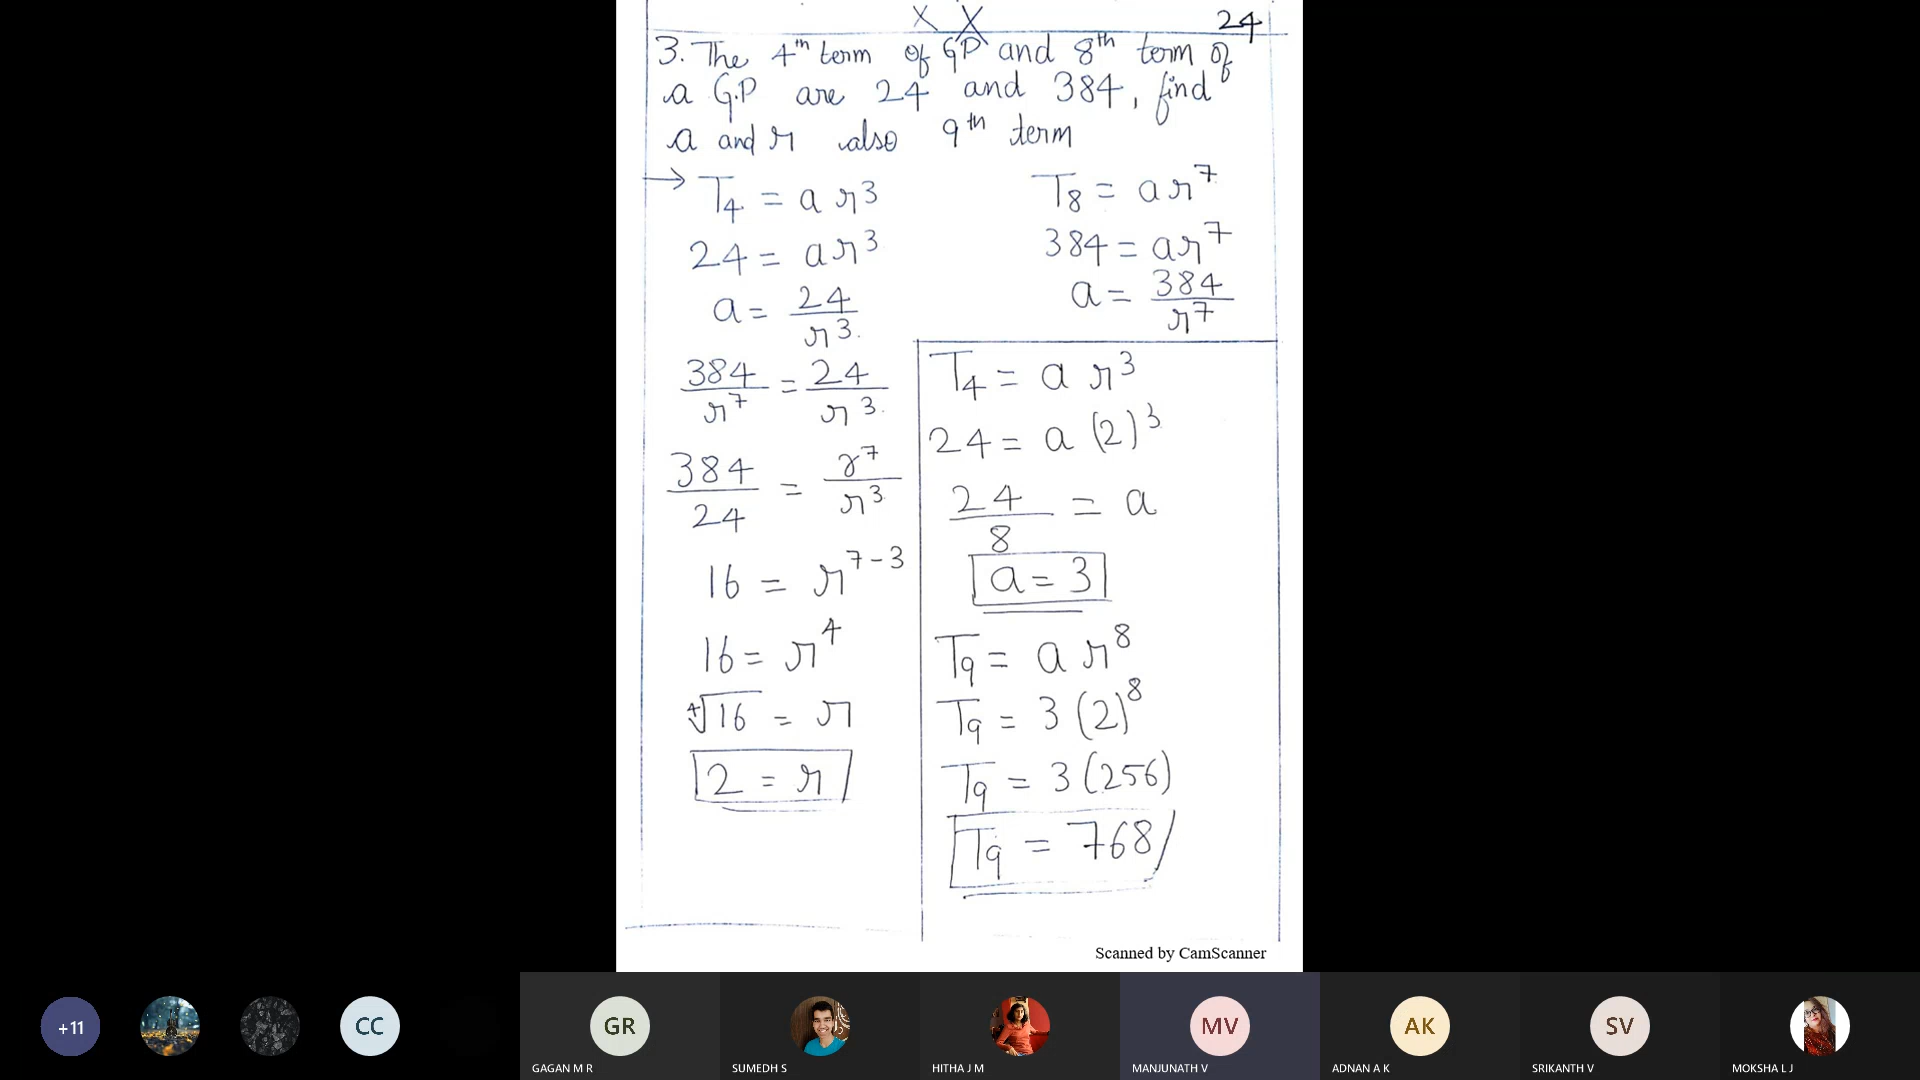 X X
24
3. The 4th term of GP and 8th term of
a G.P are 24 and 384, find
a and r also 9th term
→ T₄ = a r³
24 = ar³
a = 24/r³
384/r⁷ = 24/r³
384/24 = r⁷/r³
16 = r⁷⁻³
16 = r⁴
⁴√16 = r
2 = r
T₈ = ar⁷
384 = ar⁷
a = 384/r⁷
T₄ = a r³
24 = a (2)³
24/8 = a
a = 3
T₉ = a r⁸
T₉ = 3 (2)⁸
T₉ = 3 (256)
T₉ = 768
Scanned by CamScanner
+11
CC
GR
MV
AK
SV
GAGAN M R
SUMEDH S
HITHA J M
MANJUNATH V
ADNAN A K
SRIKANTH V
MOKSHA L J